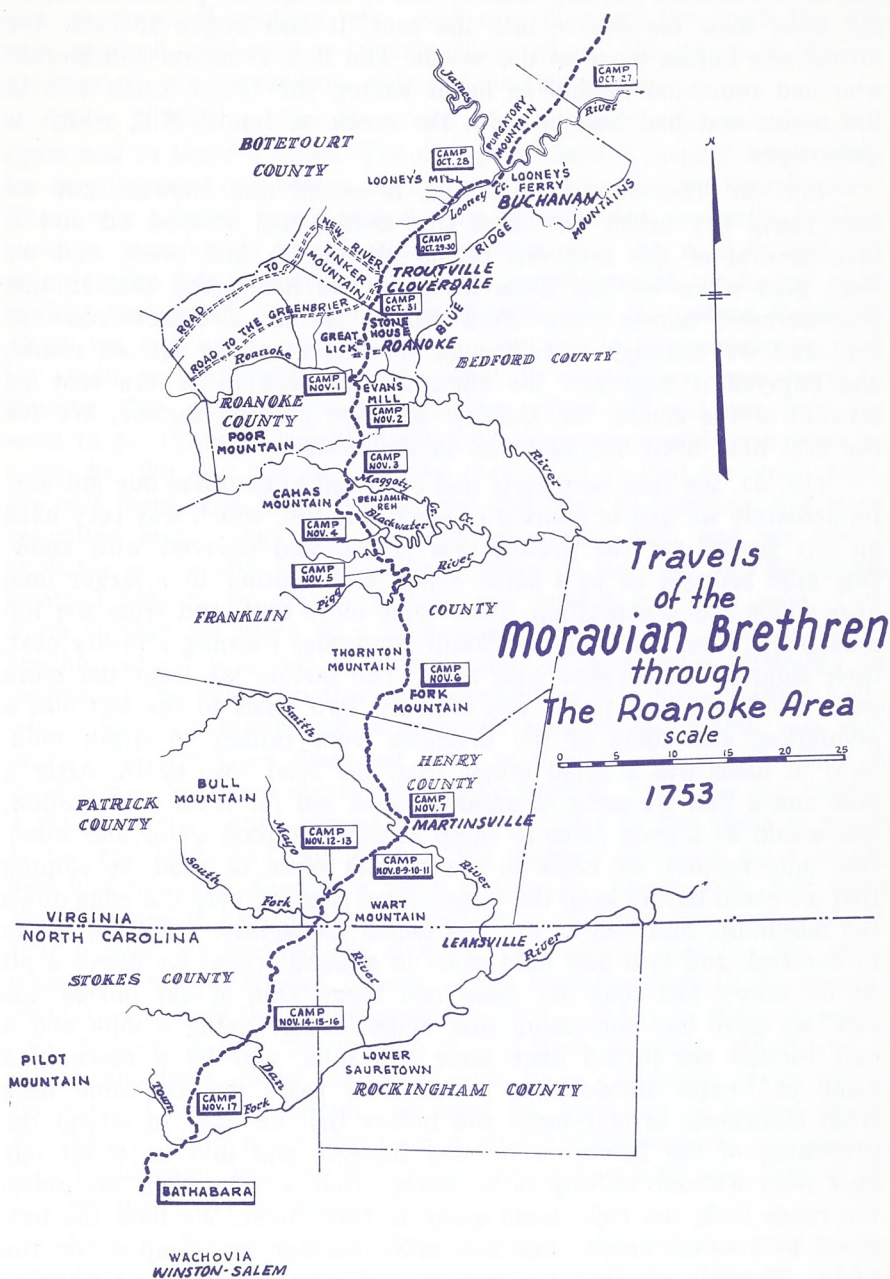 CAMP
OCT. 27
James
River
PURGATORY
MOUNTAIN
BOTETOURT
COUNTY
CAMP
OCT. 28
LOONEY'S MILL
Looney Cr.
LOONEY'S
FERRY
BUCHANAN
MOUNTAINS
RIDGE
BLUE
N
CAMP
OCT. 29-30
NEW RIVER
TINKER
MOUNTAIN
ROAD TO
TROUTVILLE
CLOVERDALE
CAMP
OCT. 31
ROAD TO THE GREENBRIER
STONE
HOUSE
GREAT
LICK
ROANOKE
Roanoke
River
BEDFORD COUNTY
CAMP
NOV. 1
EVANS
MILL
ROANOKE
COUNTY
CAMP
NOV. 2
POOR
MOUNTAIN
CAMP
NOV. 3
Maggoty
Cr.
CAHAS
MOUNTAIN
BENJAMIN
REH
CAMP
NOV. 4
Blackwater
Cr.
CAMP
NOV. 5
Pigg
River
FRANKLIN
COUNTY
Travels
of the
Moravian Brethren
through
The Roanoke Area
scale
0 5 10 15 20 25
1753
THORNTON
MOUNTAIN
CAMP
NOV. 6
FORK
MOUNTAIN
Smith
River
HENRY
COUNTY
BULL
MOUNTAIN
PATRICK
COUNTY
CAMP
NOV. 7
MARTINSVILLE
CAMP
NOV. 12-13
Mayo
River
CAMP
NOV. 8-9-10-11
South
Fork
WART
MOUNTAIN
VIRGINIA
NORTH CAROLINA
LEAKSVILLE
River
STOKES COUNTY
CAMP
NOV. 14-15-16
PILOT
MOUNTAIN
LOWER
SAURETOWN
Dan
ROCKINGHAM COUNTY
Town
Fork
CAMP
NOV. 17
BATHABARA
WACHOVIA
WINSTON-SALEM